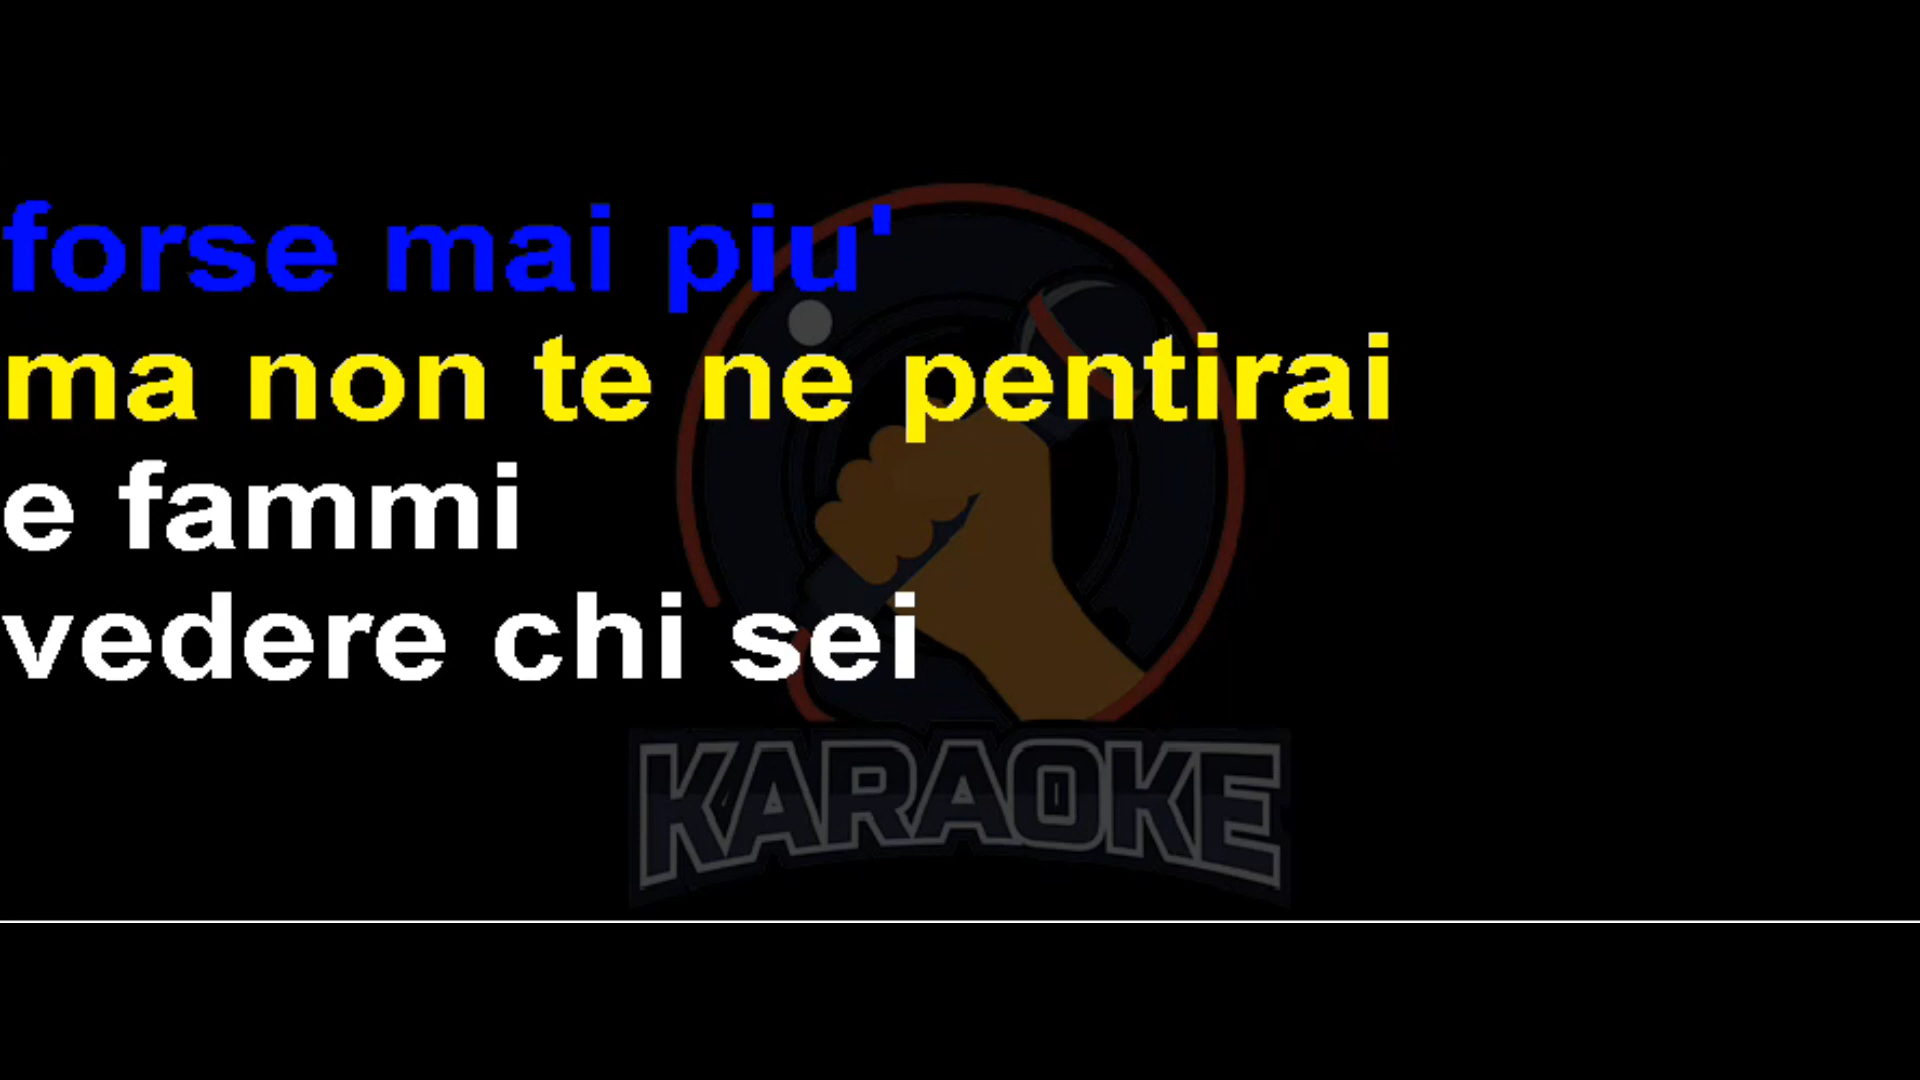 forse mai piu'
ma non te ne pentirai
e fammi
vedere chi sei
KARAOKE